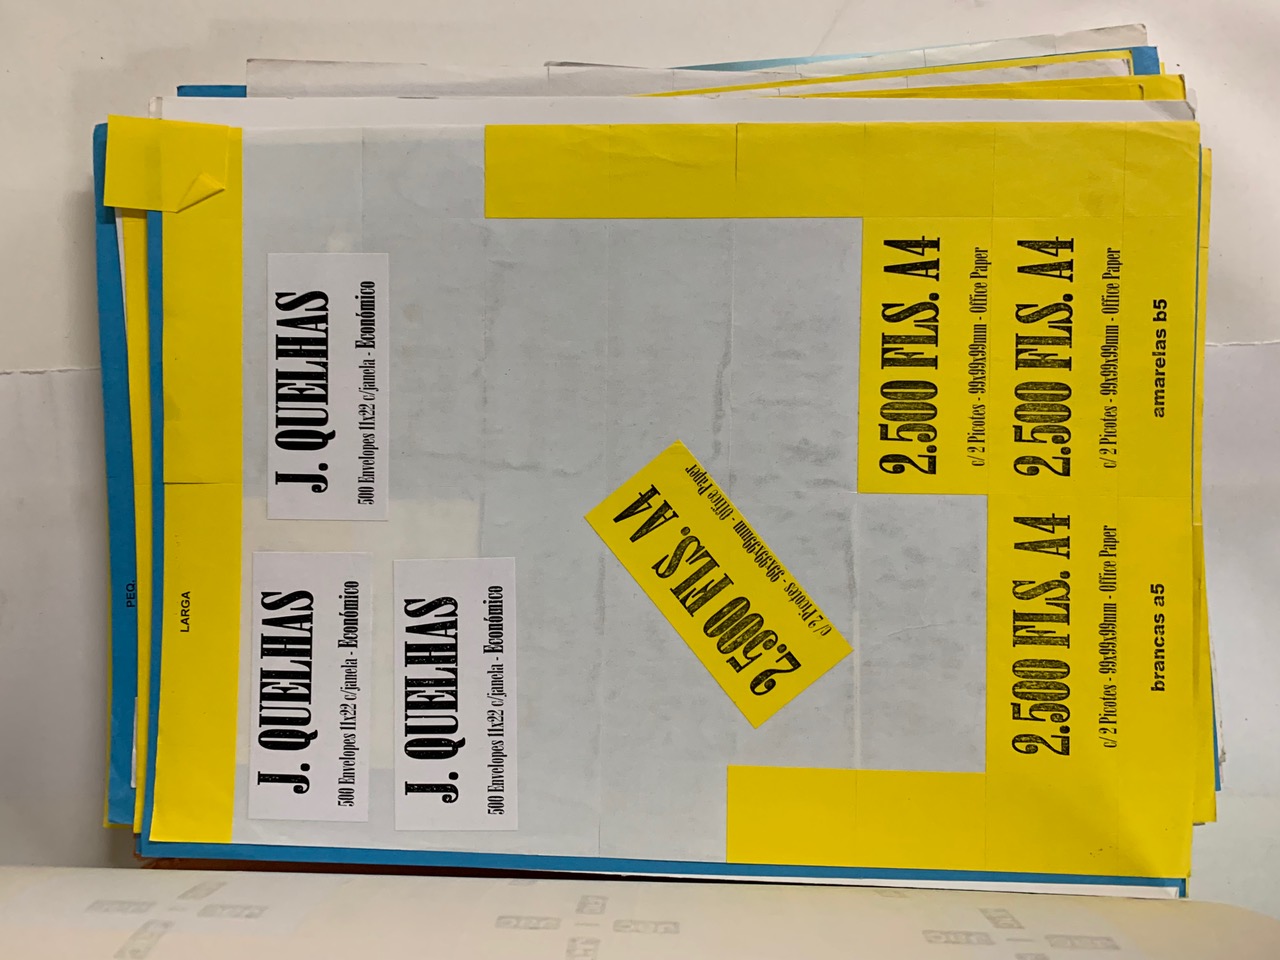 PEQ.
LARGA
J. QUELHAS
500 Envelopes 11x22 c/janela - Económico
J. QUELHAS
500 Envelopes 11x22 c/janela - Económico
J. QUELHAS
500 Envelopes 11x22 c/janela - Económico
2.500 FLS. A4
c/ 2 Picotes - 99x99x99mm - Office Paper
2.500 FLS. A4
c/ 2 Picotes - 99x99x99mm - Office Paper
2.500 FLS. A4
c/ 2 Picotes - 99x99x99mm - Office Paper
2.500 FLS. A4
c/ 2 Picotes - 99x99x99mm - Office Paper
brancas a5
amarelas b5